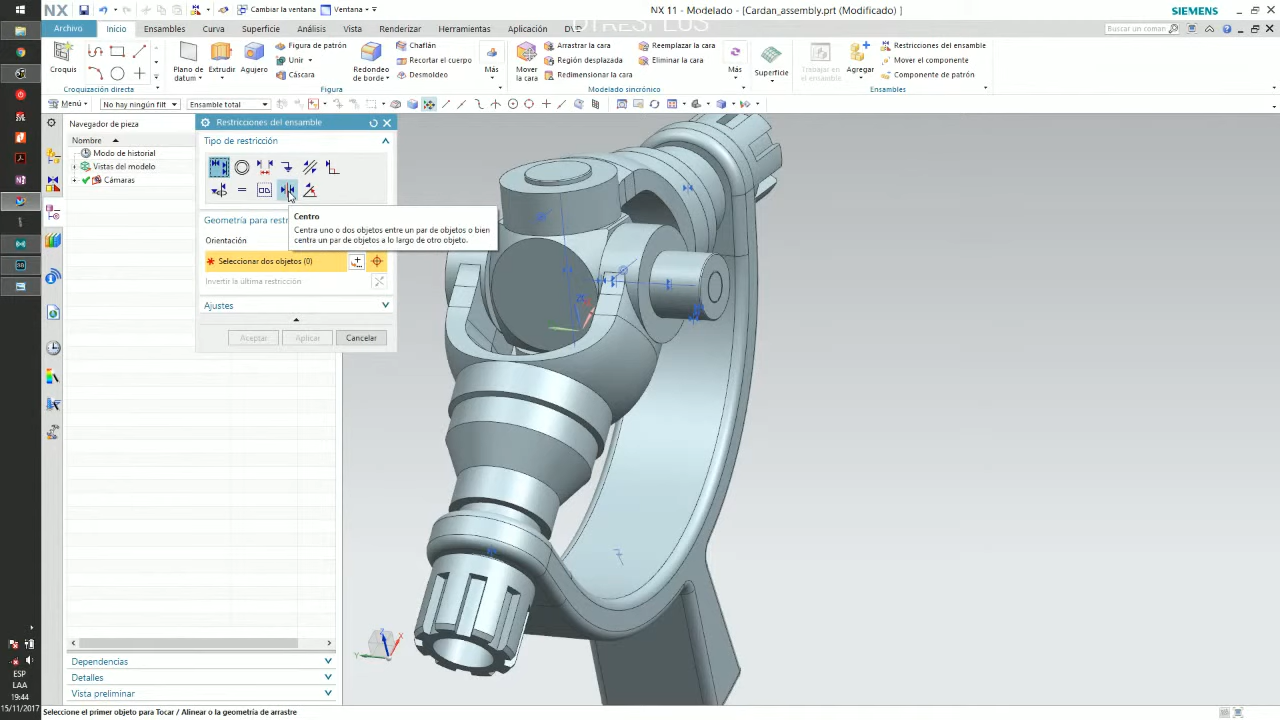 NX
Cambiar la ventana
Ventana
NX 11 - Modelado - [Cardan_assembly.prt (Modificado) ]
SIEMENS
Archivo
Inicio
Ensambles
Curva
Superficie
Análisis
Vista
Renderizar
Herramientas
Aplicación
DTRESPLUS
Buscar un coman
Croquis
Plano de datum
Extrudir
Agujero
Figura de patrón
Unir
Cáscara
Redondeo de borde
Chaflán
Recortar el cuerpo
Desmoldeo
Más
Mover la cara
Arrastrar la cara
Región desplazada
Redimensionar la cara
Reemplazar la cara
Eliminar la cara
Más
Superficie
Trabajar en el ensamble
Agregar
Restricciones del ensamble
Mover el componente
Componente de patrón
Croquización directa
Figura
Modelado sincrónico
Ensambles
Menú
No hay ningún filt
Ensamble total
Navegador de pieza
Nombre
Modo de historial
Vistas del modelo
Cámaras
Restricciones del ensamble
Tipo de restricción
Geometría para restr
Orientación
Seleccionar dos objetos (0)
Invertir la última restricción
Ajustes
Aceptar
Aplicar
Cancelar
Centro
Centra uno o dos objetos entre un par de objetos o bien
centra un par de objetos a lo largo de otro objeto.
Z
X
Y
Dependencias
Detalles
Vista preliminar
ESP
LAA
19:44
15/11/2017
Seleccione el primer objeto para Tocar / Alinear o la geometría de arrastre